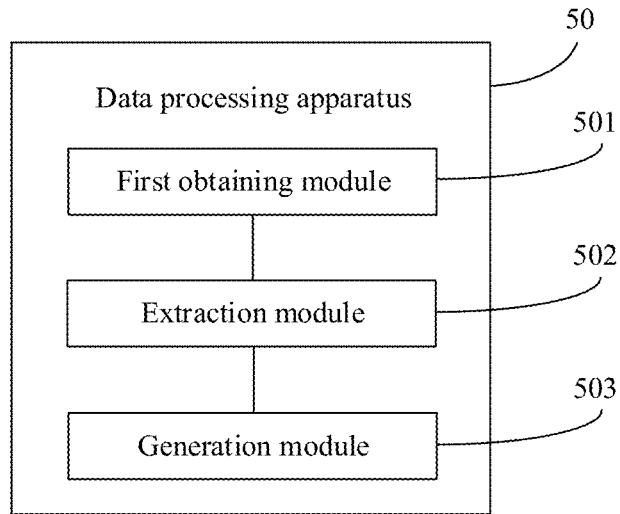 50
Data processing apparatus
501
First obtaining module
502
Extraction module
503
Generation module